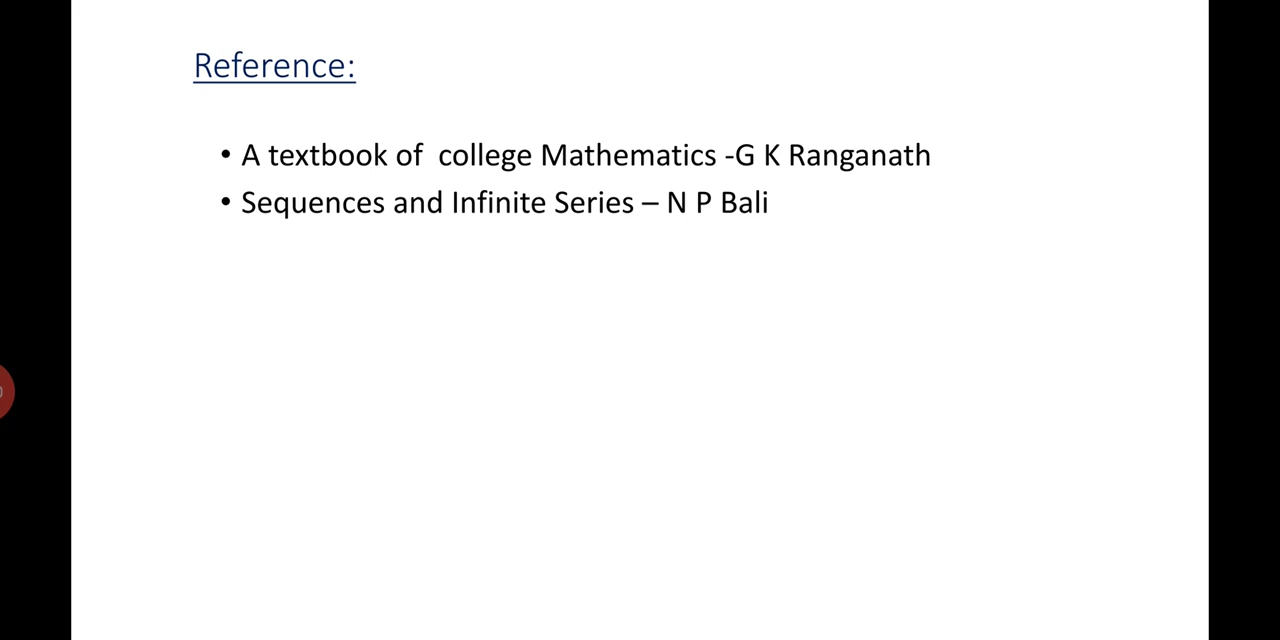 Reference:
• A textbook of  college Mathematics -G K Ranganath
• Sequences and Infinite Series – N P Bali